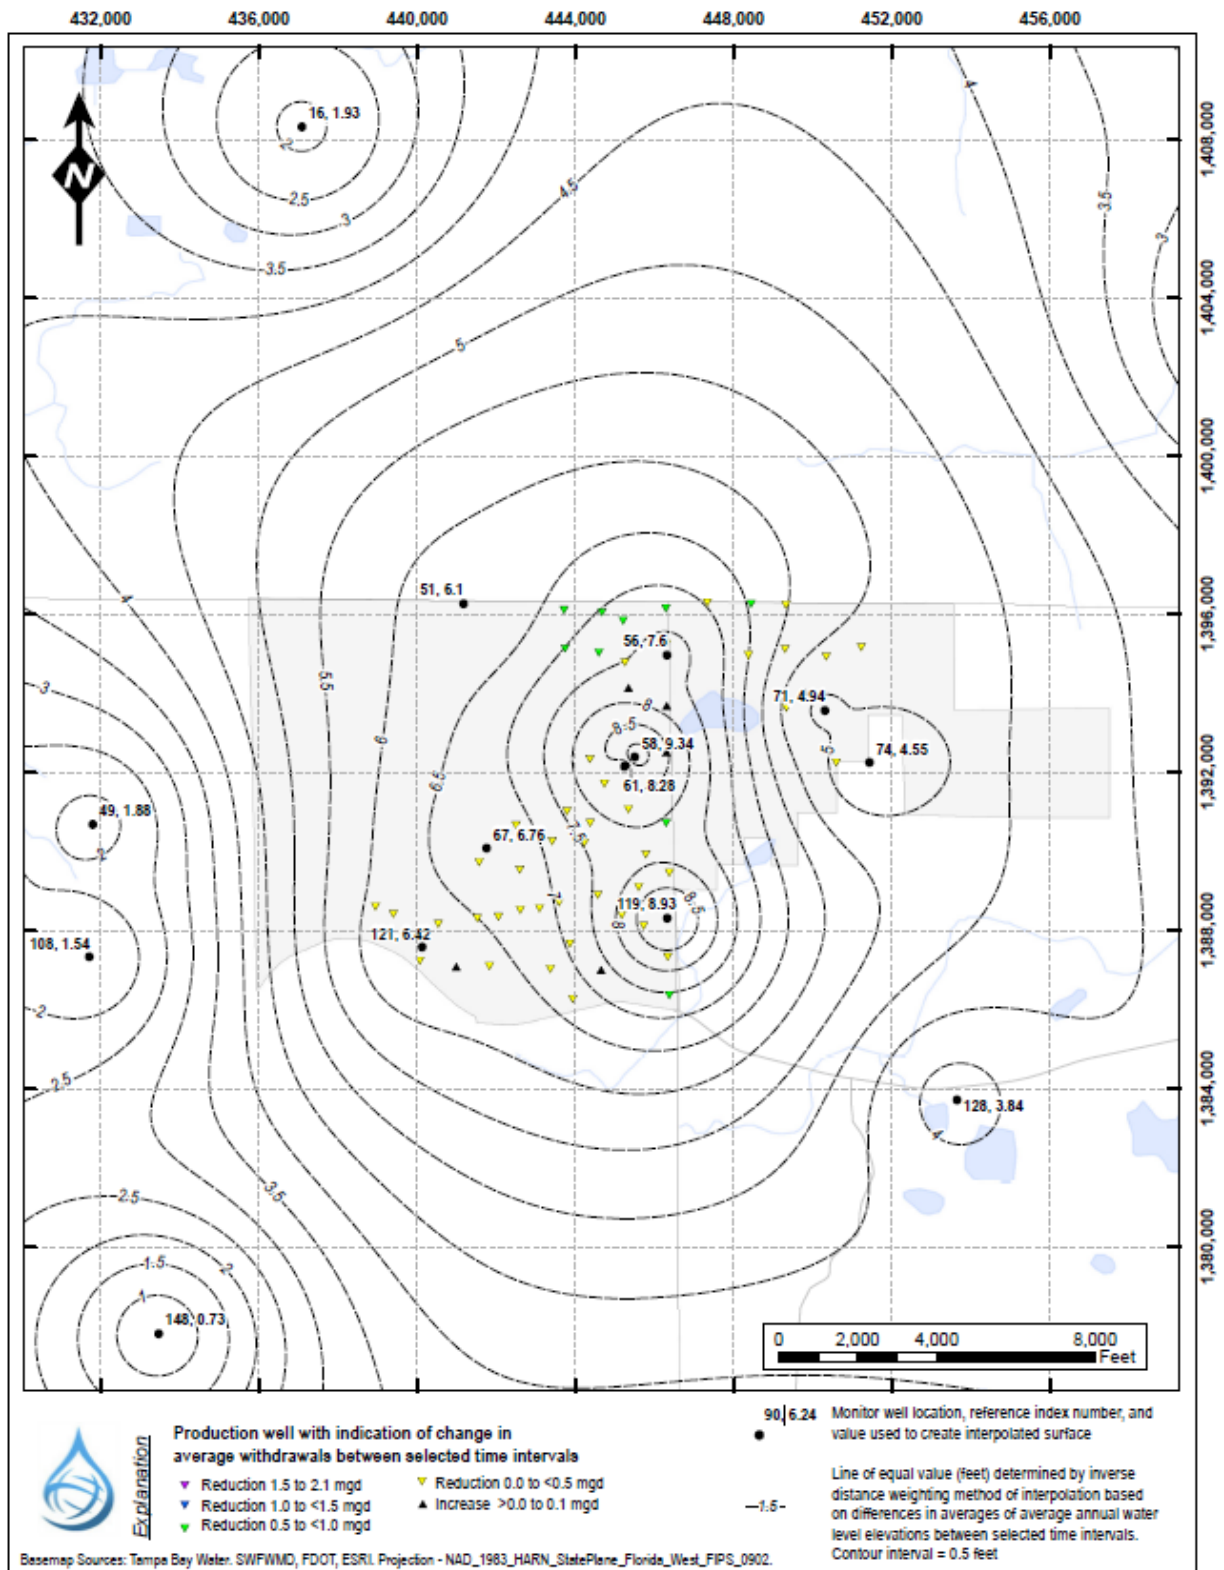 432,000 436,000 440,000 444,000 448,000 452,000 456,000
16, 1.93
2
2.5
3
3.5
4.5
4
3.5
3
1,408,000
N
1,404,000
5
1,400,000
51, 6.1
1,396,000
56, 7.6
4
5.5
6
6.5
3
71, 4.94
8
8.5
58, 9.34
5
74, 4.55
61, 8.28
1,392,000
49, 1.88
2
7.5
67, 6.76
7
119, 8.93
8.5
8
121, 6.42
108, 1.54
1,388,000
2
2.5
1,384,000
128, 3.84
4
3.5
2.5
1,380,000
1.5
2
1
148, 0.73
0 2,000 4,000 8,000
Feet
Explanation
Production well with indication of change in
average withdrawals between selected time intervals
Reduction 1.5 to 2.1 mgd
Reduction 1.0 to <1.5 mgd
Reduction 0.5 to <1.0mgd
Reduction 0.0 to <0.5 mgd
Increase >0.0 to 0.1 mgd
90, 6.24
Monitor well location, reference index number, and
value used to create interpolated surface
—1.5-
Line of equal value (feet) determined by inverse
distance weighting method of interpolation based
on differences in averages of average annual water
level elevations between selected time intervals.
Contour interval = 0.5 feet
Basemap Sources: Tampa Bay Water. SWFWMD, FDOT, ESRI. Projection - NAD_1983_HARN_StatePlane_Florida_West_FIPS_0902.